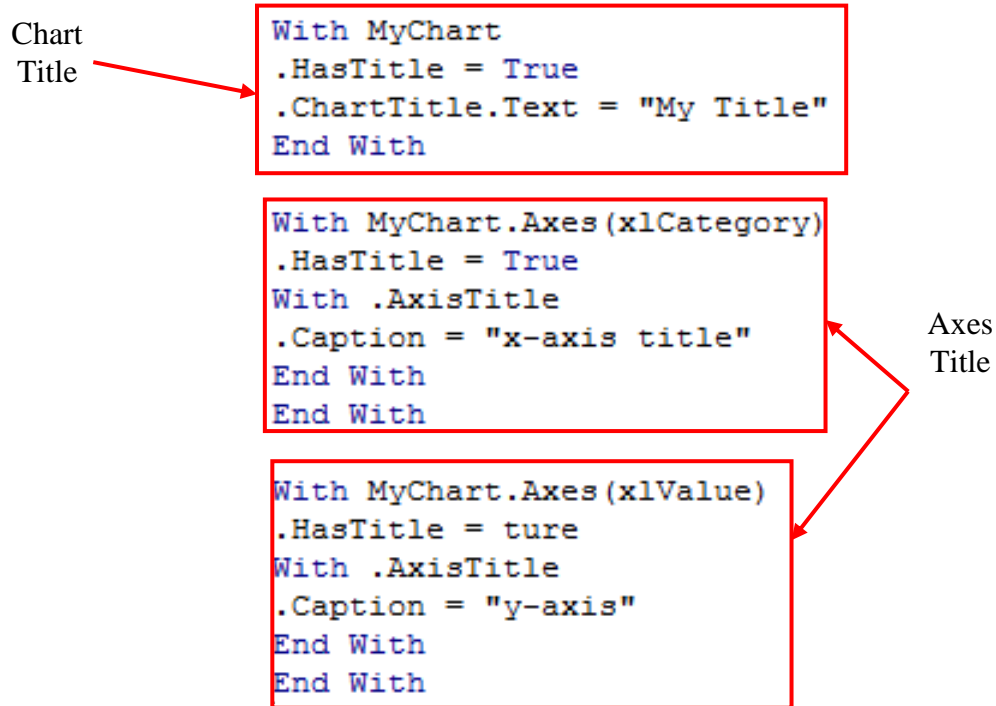 Chart
Title
With MyChart
.HasTitle = True
.ChartTitle.Text = "My Title"
End With
With MyChart.Axes(xlCategory)
.HasTitle = True
With .AxisTitle
.Caption = "x-axis title"
End With
End With
Axes
Title
With MyChart.Axes(xlValue)
.HasTitle = ture
With .AxisTitle
.Caption = "y-axis"
End With
End With